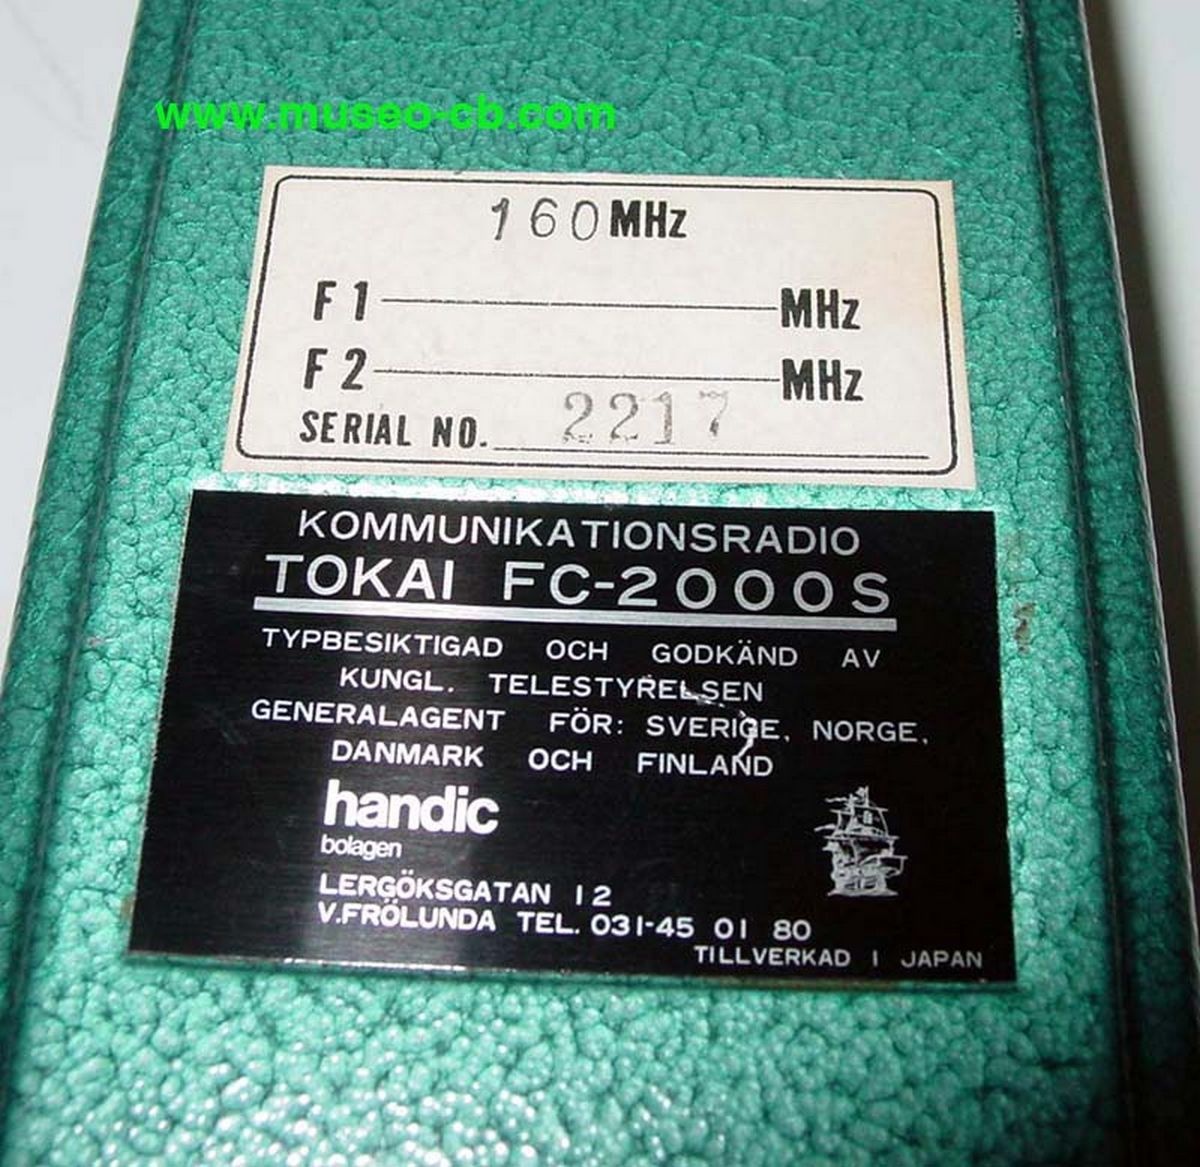 www.museo-cb.com
160 MHz
F1 MHz
F2 MHz
SERIAL NO. 2217
KOMMUNIKATIONSRADIO
TOKAI FC-2000S
TYPBESIKTIGAD OCH GODKÄND AV
KUNGL. TELESTYRELSEN
GENERALAGENT FÖR: SVERIGE, NORGE,
DANMARK OCH FINLAND
handic
bolagen
LERGÖKSGATAN 12
V.FRÖLUNDA TEL. 031-45 01 80
TILLVERKAD I JAPAN